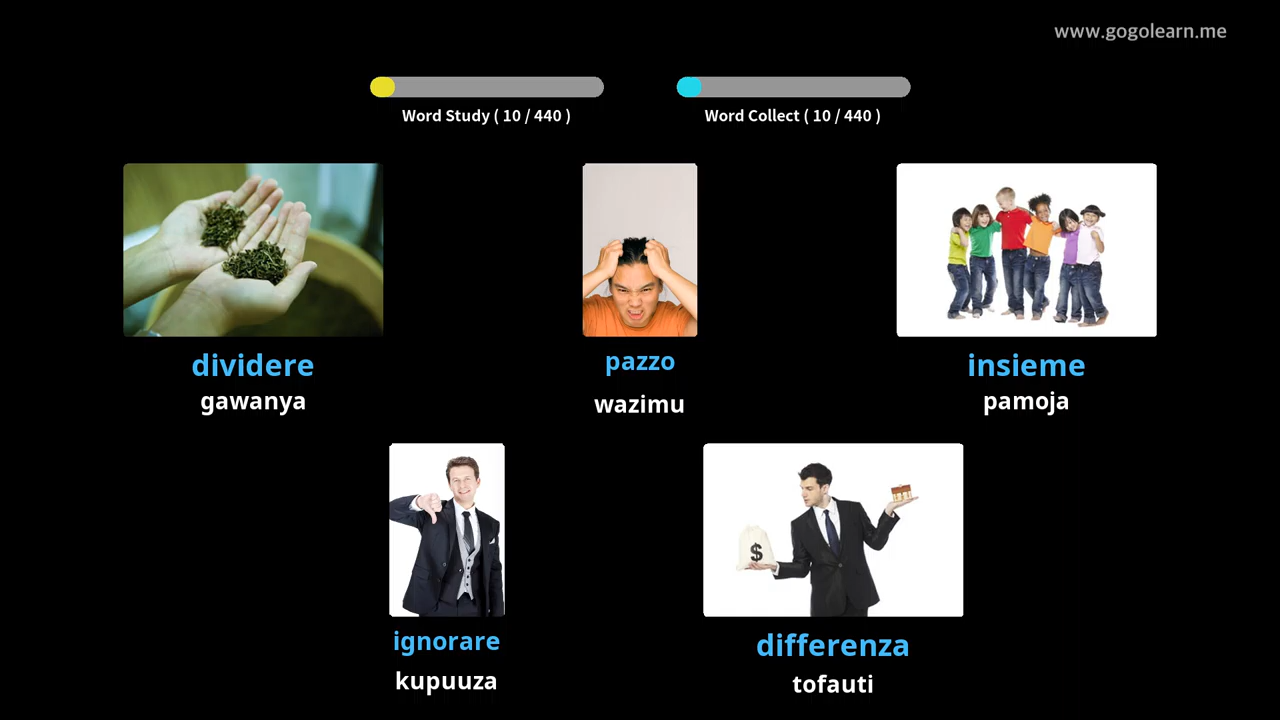 www.gogolearn.me
Word Study ( 10 / 440 )
Word Collect ( 10 / 440 )
dividere
gawanya
pazzo
wazimu
insieme
pamoja
$
ignorare
kupuuza
differenza
tofauti